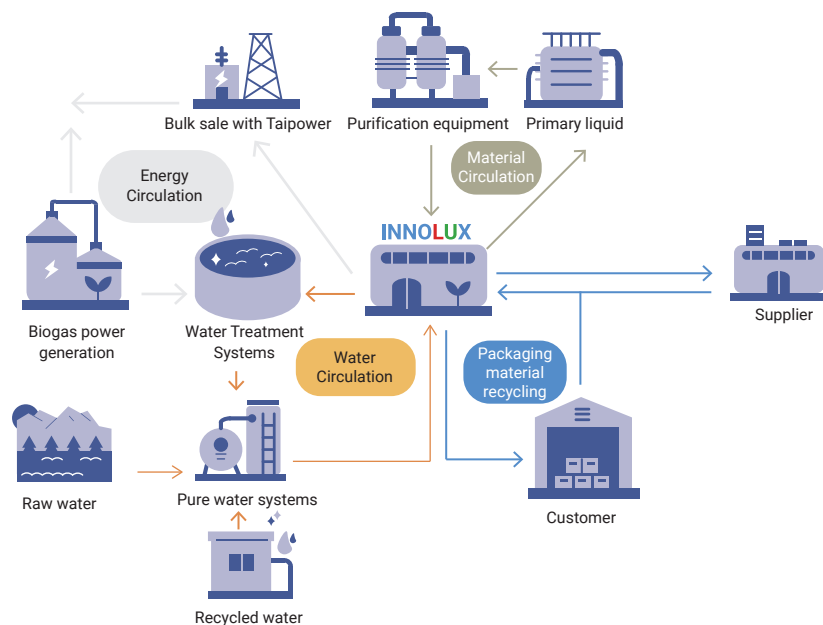 Bulk sale with Taipower
Purification equipment
Primary liquid
Energy
Circulation
Material
Circulation
INNOLUX
Supplier
Biogas power
generation
Water Treatment
Systems
Water
Circulation
Packaging
material
recycling
Raw water
Pure water systems
Customer
Recycled water